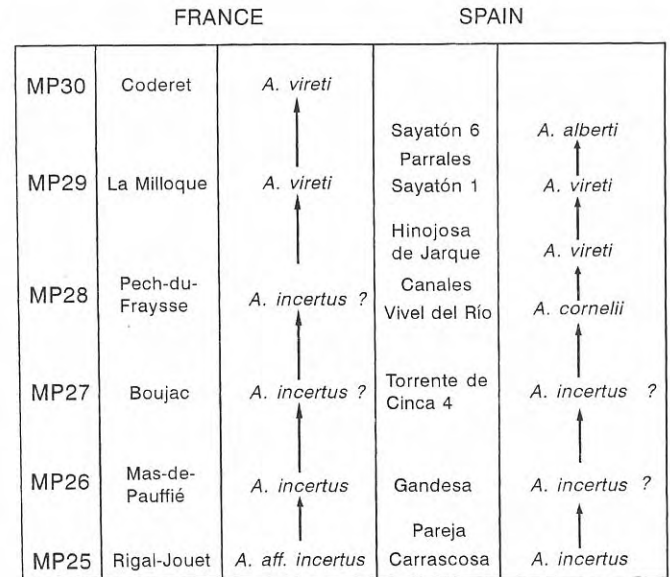 FRANCE SPAIN
MP30 Coderet A. vireti
Sayatón 6 A. alberti
Parrales
MP29 La Milloque A. vireti Sayatón 1 A. vireti
Hinojosa
de Jarque A. vireti
Pech-du-
Canales
MP28 Fraysse A. incertus ? Vivel del Río A. cornelii
MP27 Boujac A. incertus ? Torrente de
Cinca 4 A. incertus ?
Mas-de-
MP26 Pauffié A. incertus Gandesa A. incertus ?
Pareja
MP25 Rigal-Jouet A. aff. incertus Carrascosa A. incertus